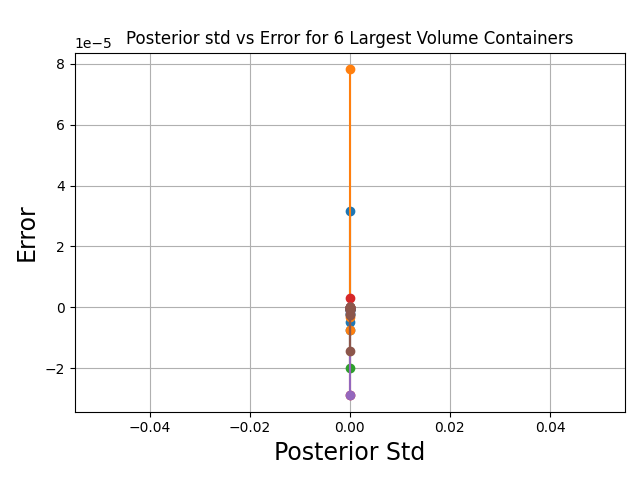 Posterior std vs Error for 6 Largest Volume Containers
1e−5
8
6
4
2
0
−2
Error
−0.04 −0.02 0.00 0.02 0.04
Posterior Std